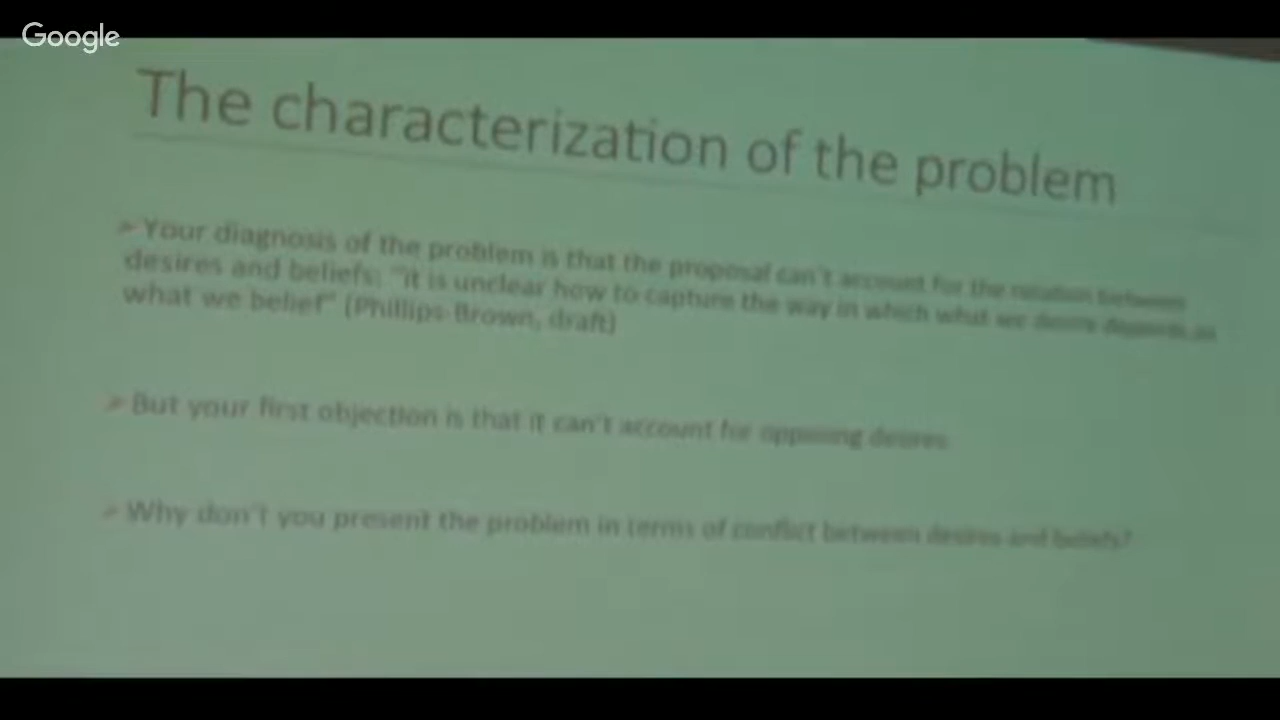 Google
The characterization of the problem
➢ Your diagnosis of the problem is that the proposal can't account for the relation between
desires and beliefs: "it is unclear how to capture the way in which what we desire depends on
what we belief" (Phillips-Brown, draft)
➢ But your first objection is that it can't account for opposing desires
➢ Why don't you present the problem in terms of conflict between desires and beliefs?